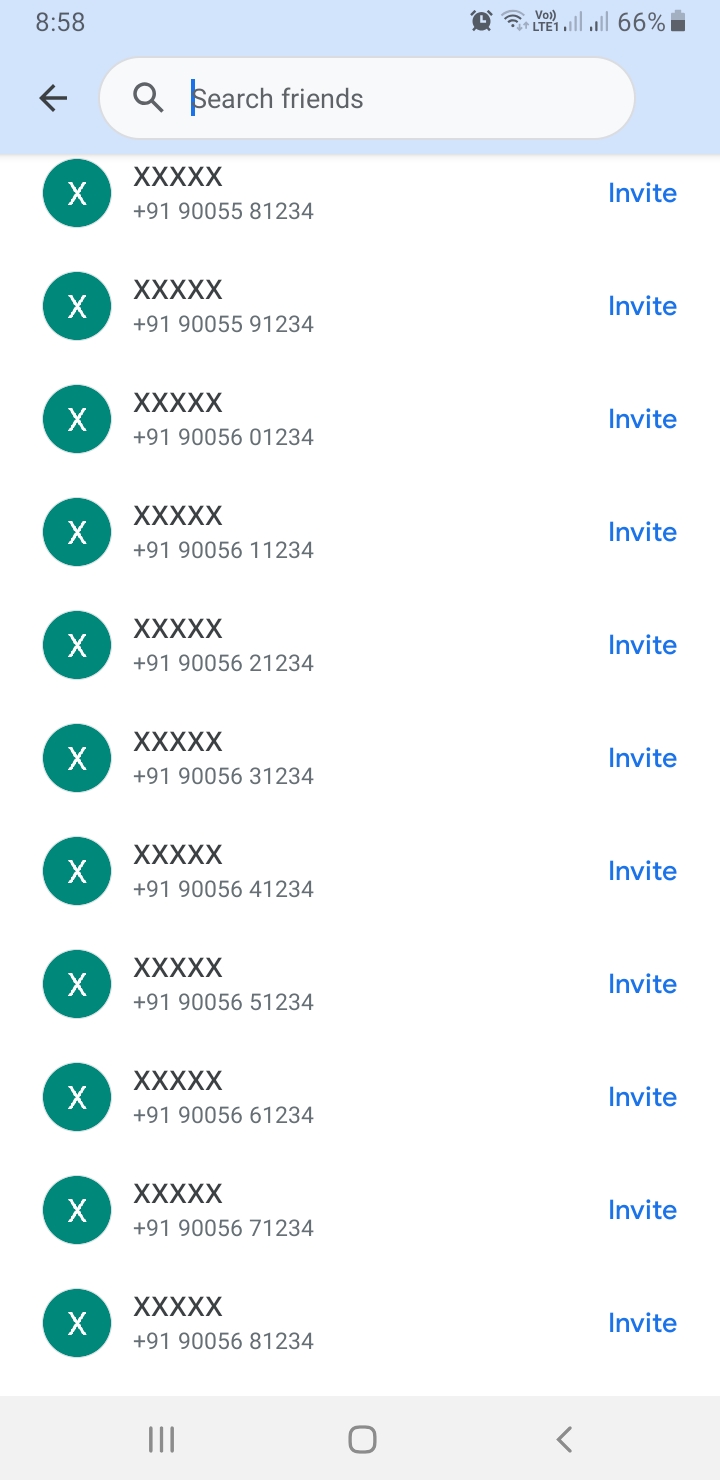 8:58
Vo)) LTE1 66%
Search friends
X XXXXX Invite
+91 90055 81234
X XXXXX Invite
+91 90055 91234
X XXXXX Invite
+91 90056 01234
X XXXXX Invite
+91 90056 11234
X XXXXX Invite
+91 90056 21234
X XXXXX Invite
+91 90056 31234
X XXXXX Invite
+91 90056 41234
X XXXXX Invite
+91 90056 51234
X XXXXX Invite
+91 90056 61234
X XXXXX Invite
+91 90056 71234
X XXXXX Invite
+91 90056 81234